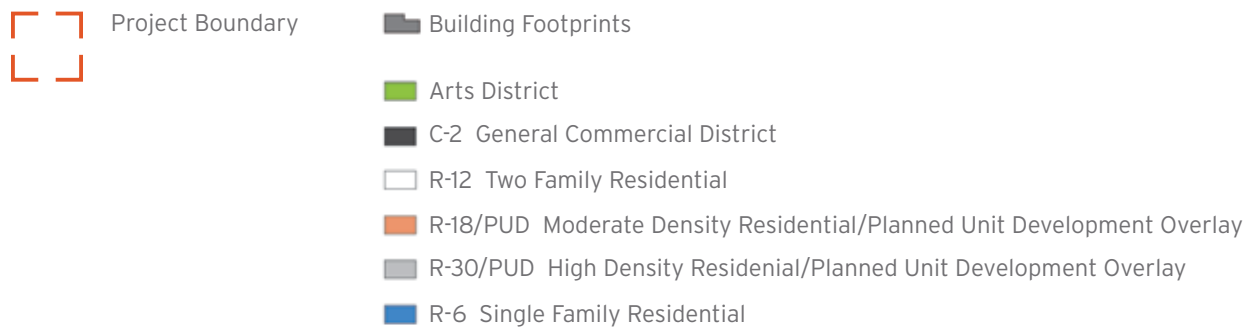 Project Boundary
Building Footprints
Arts District
C-2 General Commercial District
R-12 Two Family Residential
R-18/PUD Moderate Density Residential/Planned Unit Development Overlay
R-30/PUD High Density Residenial/Planned Unit Development Overlay
R-6 Single Family Residential